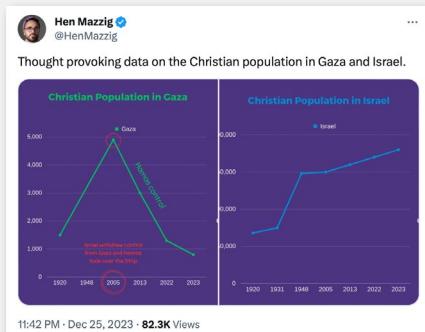 Hen Mazzig
@HenMazzig
Thought provoking data on the Christian population in Gaza and Israel.
Christian Population in Gaza
Gaza
5,000
4,000
3,000
2,000
1,000
0
Hamas control
Israel withdrew control
from Gaza and Hamas
took over the Strip
1920 1948 2005 2013 2022 2023
Christian Population in Israel
Israel
0
1920 1931 1948 2005 2013 2022 2023
11:42 PM · Dec 25, 2023 · 82.3K Views